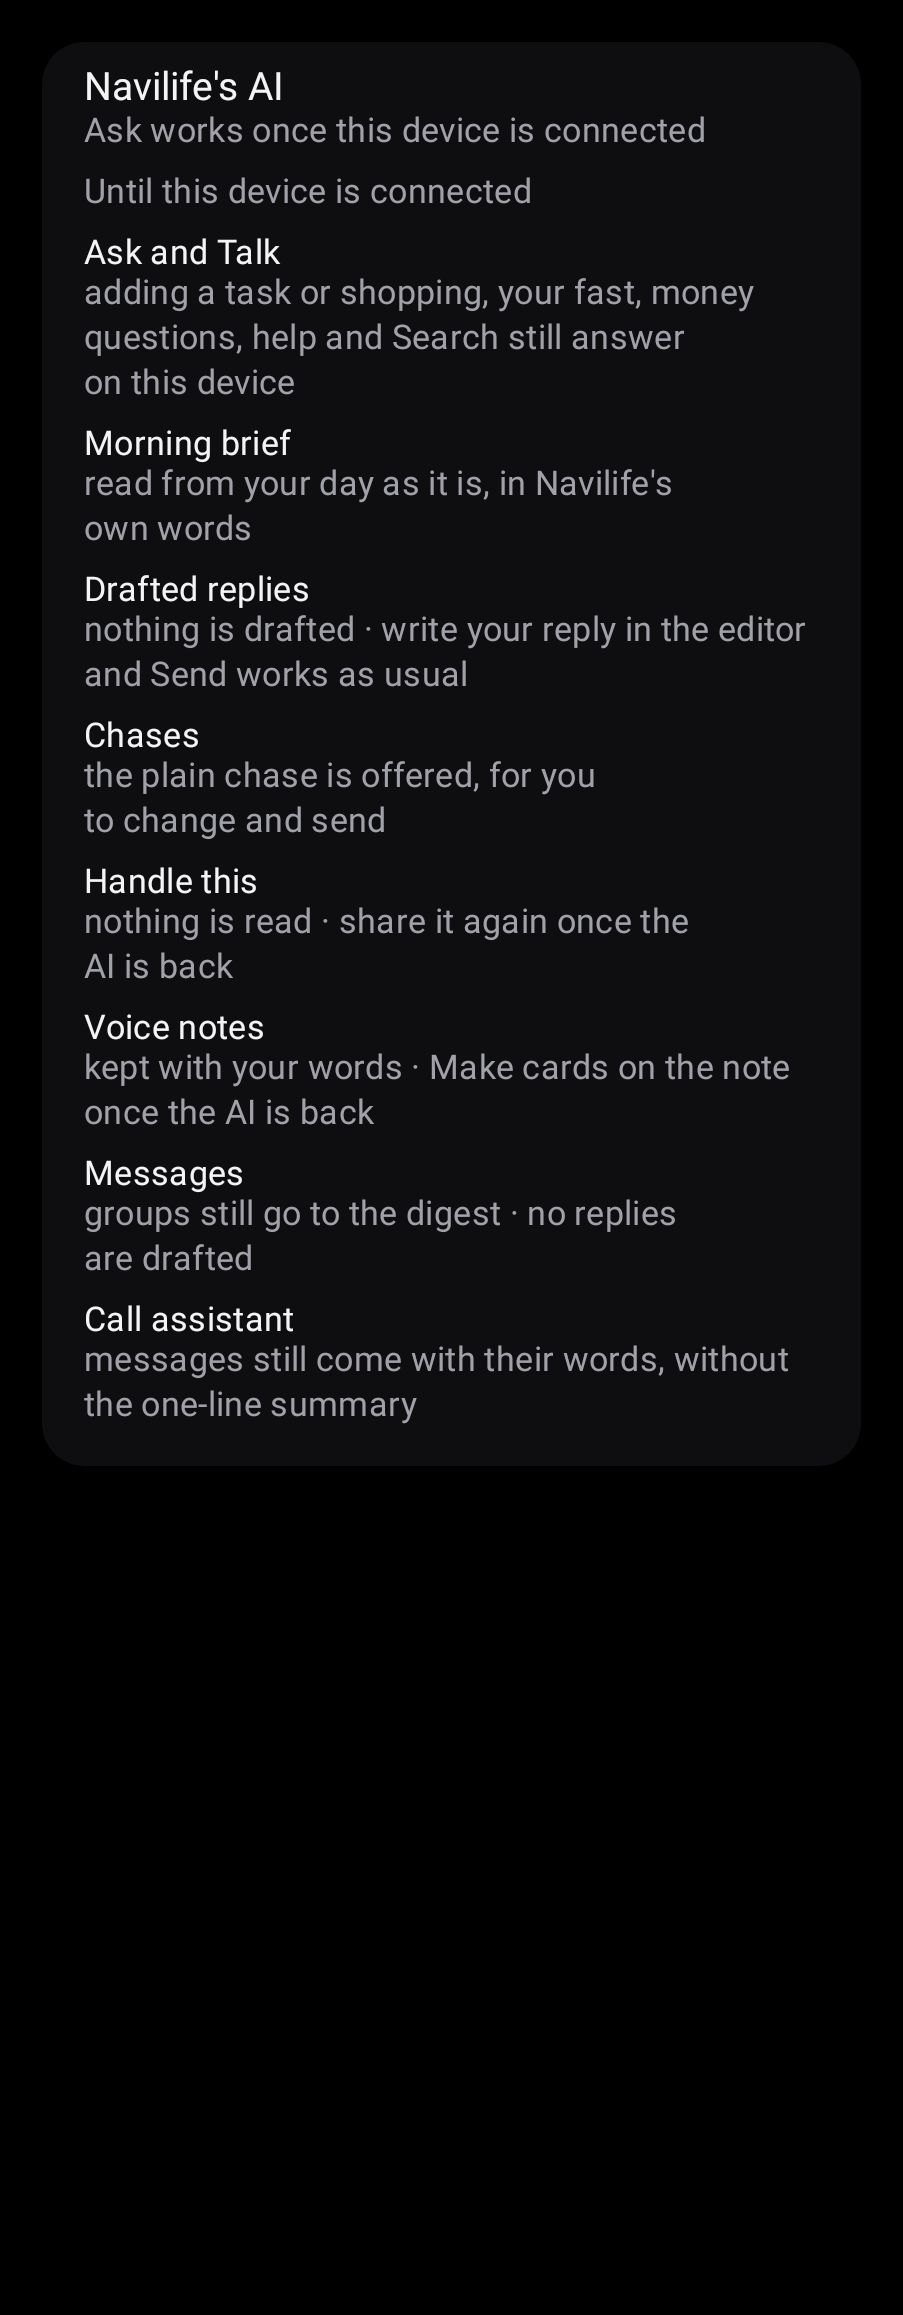 Navilife's AI
Ask works once this device is connected
Until this device is connected
Ask and Talk
adding a task or shopping, your fast, money
questions, help and Search still answer
on this device
Morning brief
read from your day as it is, in Navilife's
own words
Drafted replies
nothing is drafted · write your reply in the editor
and Send works as usual
Chases
the plain chase is offered, for you
to change and send
Handle this
nothing is read · share it again once the
AI is back
Voice notes
kept with your words · Make cards on the note
once the AI is back
Messages
groups still go to the digest · no replies
are drafted
Call assistant
messages still come with their words, without
the one-line summary